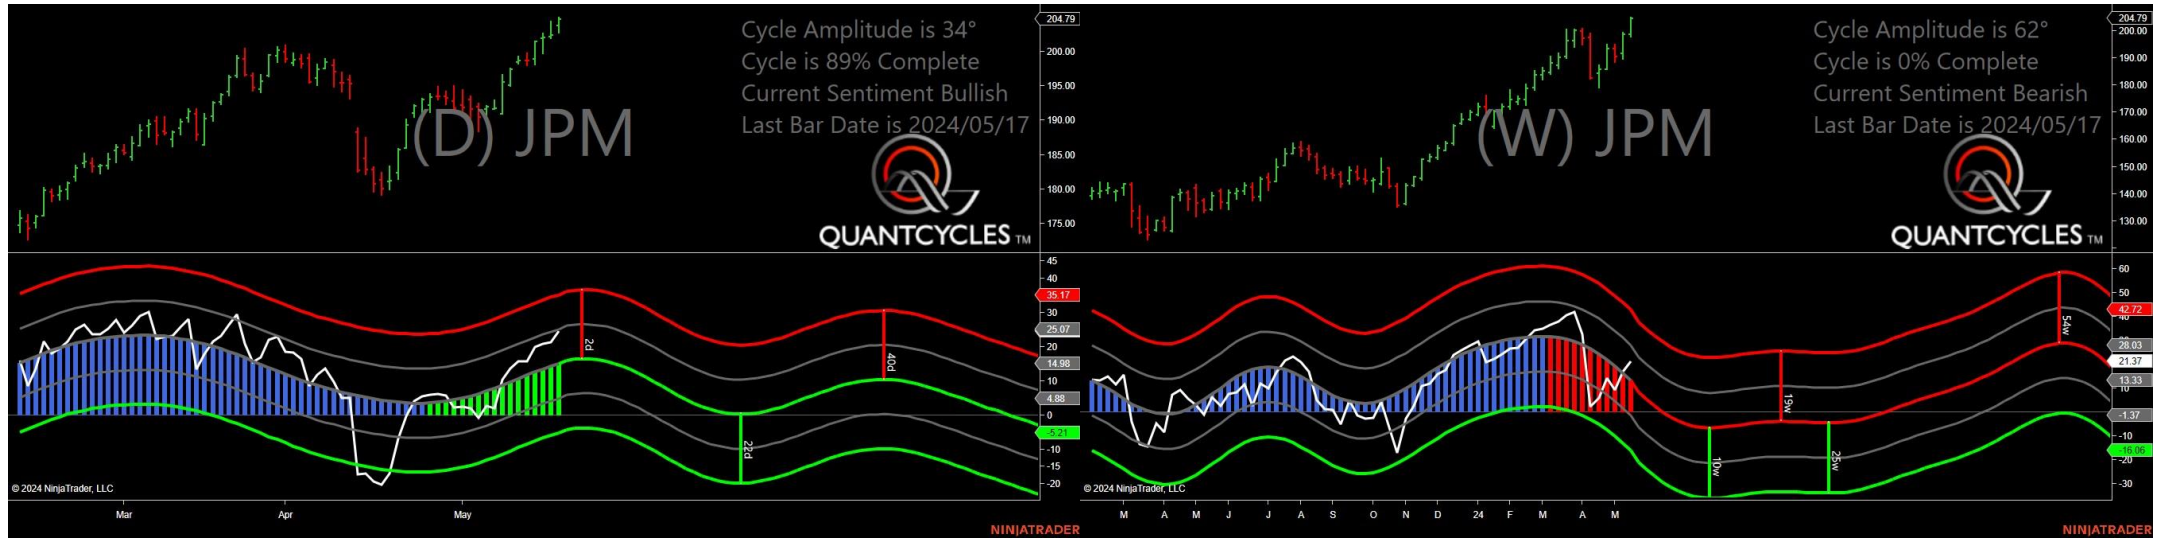 Cycle Amplitude is 34°
Cycle is 89% Complete
Current Sentiment Bullish
Last Bar Date is 2024/05/17
(D) JPM
QUANTCYCLES TM
204.79
200.00
195.00
190.00
185.00
180.00
175.00
45
40
35.17
30
25.07
20
14.98
10
4.88
0
-5.21
-10
-15
-20
2d
22d
40d
© 2024 NinjaTrader, LLC
Mar Apr May
NINJATRADER
Cycle Amplitude is 62°
Cycle is 0% Complete
Current Sentiment Bearish
Last Bar Date is 2024/05/17
(W) JPM
QUANTCYCLES TM
204.79
200.00
190.00
180.00
170.00
160.00
150.00
140.00
130.00
60
50
42.72
28.03
21.37
13.33
-1.37
-10
-16.06
-20
-30
10w
19w
25w
54w
© 2024 NinjaTrader, LLC
M A M J J A S O N D 24 F M A M
NINJATRADER